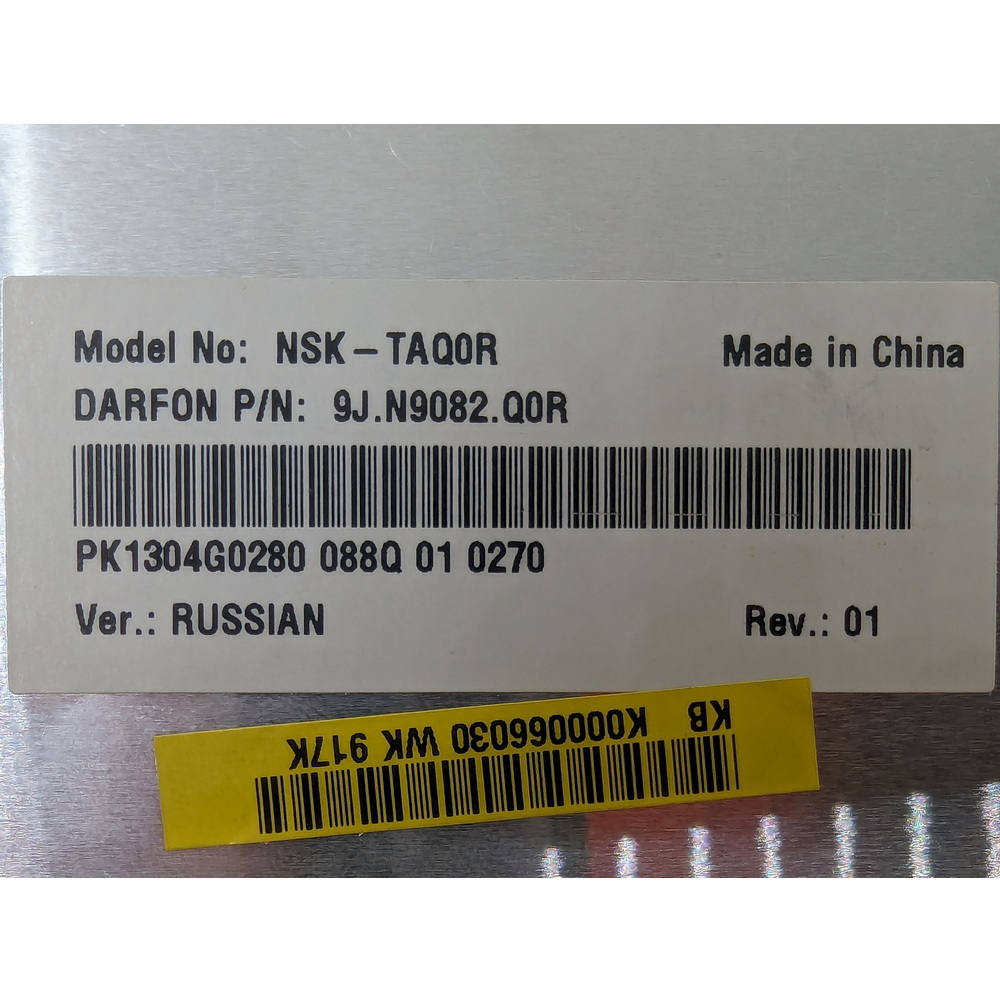 Model No: NSK-TAQ0R
Made in China
DARFON P/N: 9J.N9082.Q0R
PK1304G0280 088Q 01 0270
Ver.: RUSSIAN
Rev.: 01
KB K000066030 WK 917K